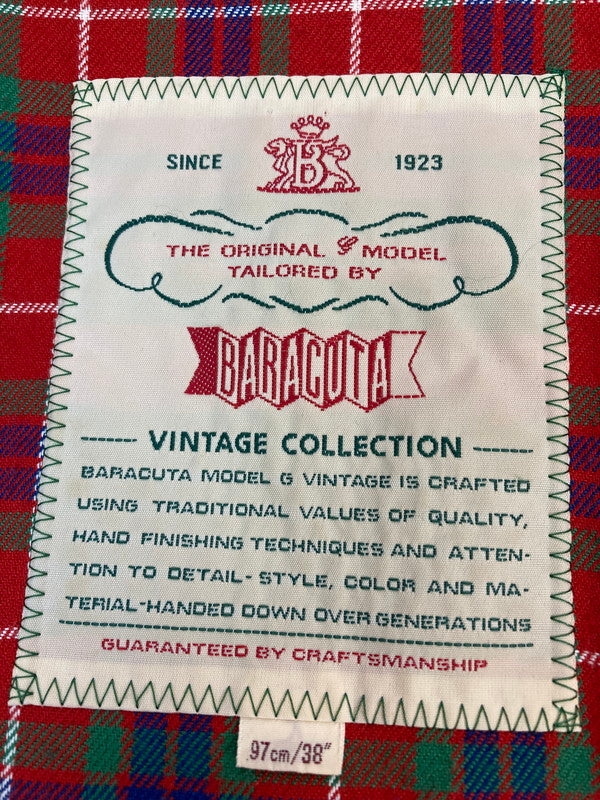 SINCE B 1923
THE ORIGINAL G MODEL
TAILORED BY
BARACUTA
VINTAGE COLLECTION
BARACUTA MODEL G VINTAGE IS CRAFTED
USING TRADITIONAL VALUES OF QUALITY,
HAND FINISHING TECHNIQUES AND ATTEN-
TION TO DETAIL-STYLE, COLOR AND MA-
TERIAL-HANDED DOWN OVER GENERATIONS
GUARANTEED BY CRAFTSMANSHIP
97cm/38"